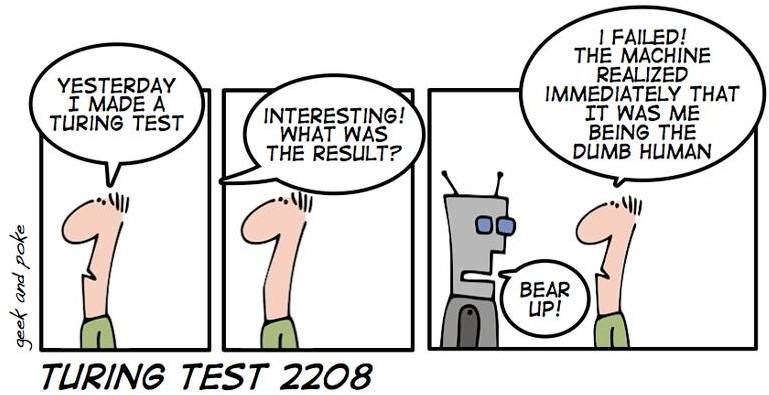 YESTERDAY
I MADE A
TURING TEST
INTERESTING!
WHAT WAS
THE RESULT?
I FAILED!
THE MACHINE
REALIZED
IMMEDIATELY THAT
IT WAS ME
BEING THE
DUMB HUMAN
BEAR
UP!
geek and poke
TURING TEST 2208